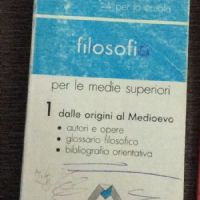 24 per la scuola
filosofia
per le medie superiori
1 dalle origini al Medioevo
• autori e opere
• glossario filosofico
• bibliografia orientativa